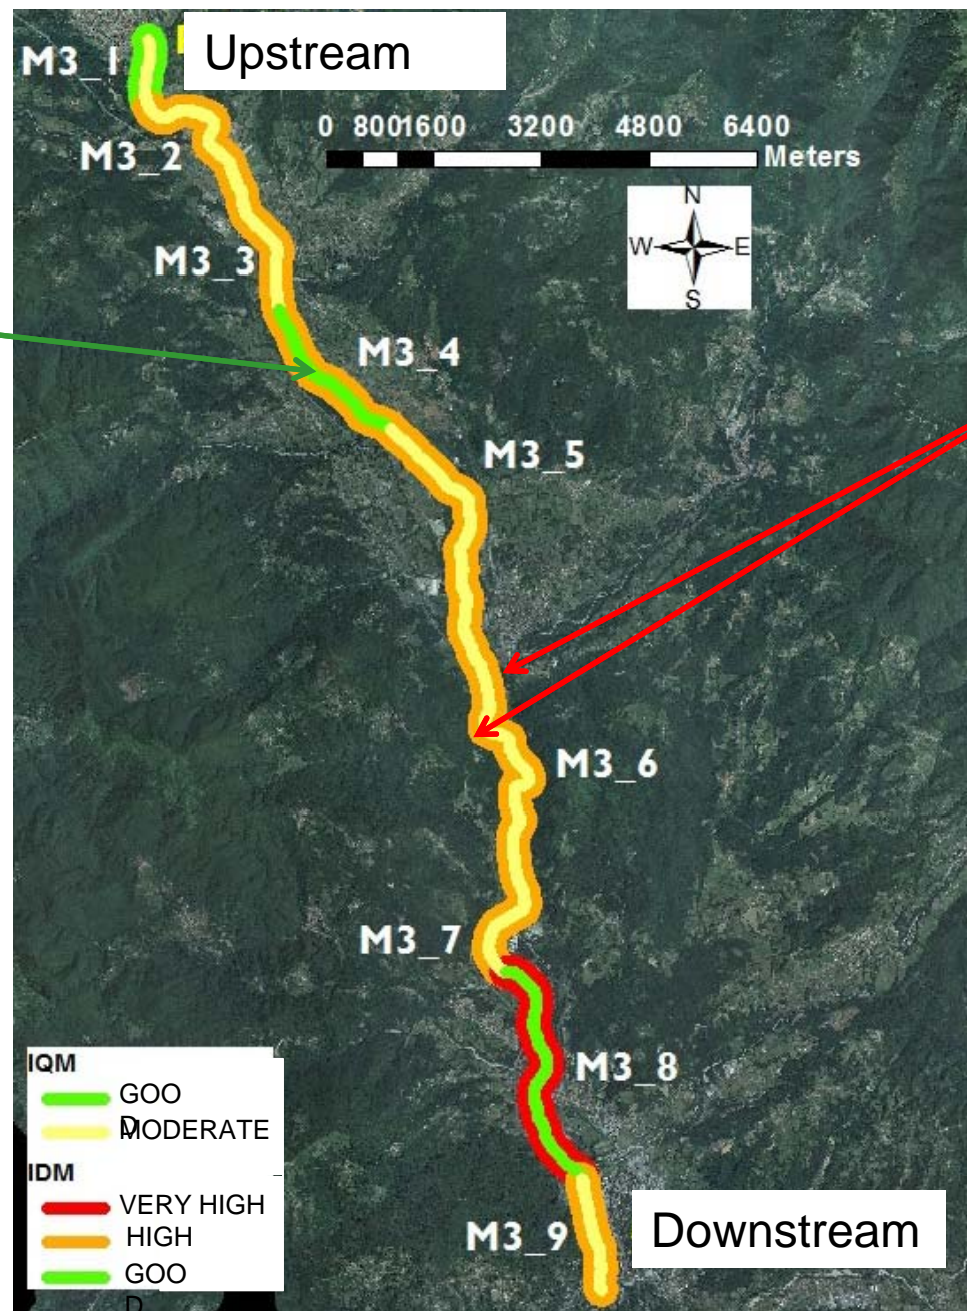 Upstream
M3_1
0 800 1600 3200 4800 6400
Meters
M3_2
N
W E
S
M3_3
M3_4
M3_5
M3_6
M3_7
M3_8
M3_9
Downstream
IQM
GOO
D
MODERATE
IDM
VERY HIGH
HIGH
GOO
D